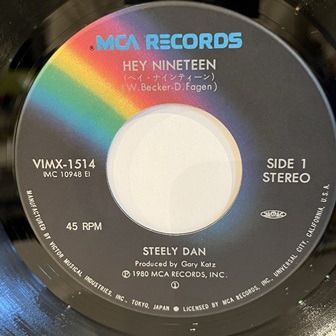 MCA RECORDS
HEY NINETEEN
(ヘイ・ナインティーン)
(W. Becker-D. Fagen)
VIMX-1514
(MC 10948 E)
SIDE 1
STEREO
45 RPM
STEELY DAN
Produced by Gary Katz
Ⓟ 1980 MCA RECORDS, INC.
①
MANUFACTURED BY VICTOR MUSICAL INDUSTRIES, INC. TOKYO, JAPAN ● LICENSED BY MCA RECORDS, INC., UNIVERSAL CITY, CALIFORNIA, U.S.A.